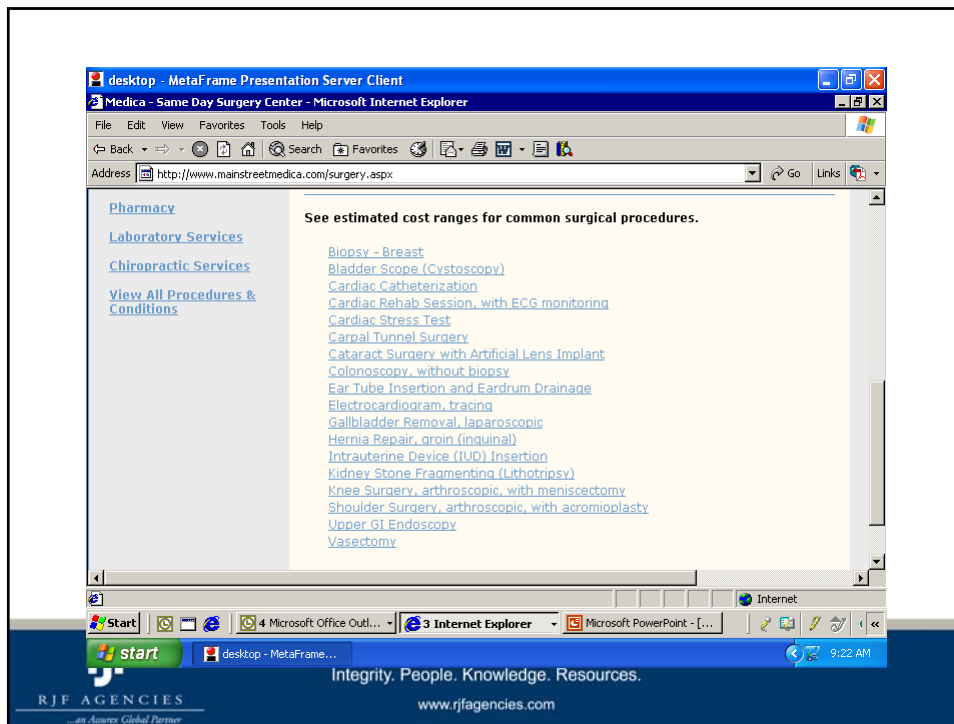 desktop - MetaFrame Presentation Server Client
Medica - Same Day Surgery Center - Microsoft Internet Explorer
File Edit View Favorites Tools Help
Back Search Favorites
Address http://www.mainstreetmedica.com/surgery.aspx Go Links
Pharmacy
Laboratory Services
Chiropractic Services
View All Procedures &
Conditions
See estimated cost ranges for common surgical procedures.
Biopsy - Breast
Bladder Scope (Cystoscopy)
Cardiac Catheterization
Cardiac Rehab Session, with ECG monitoring
Cardiac Stress Test
Carpal Tunnel Surgery
Cataract Surgery with Artificial Lens Implant
Colonoscopy, without biopsy
Ear Tube Insertion and Eardrum Drainage
Electrocardiogram, tracing
Gallbladder Removal, laparoscopic
Hernia Repair, groin (inguinal)
Intrauterine Device (IUD) Insertion
Kidney Stone Fragmenting (Lithotripsy)
Knee Surgery, arthroscopic, with meniscectomy
Shoulder Surgery, arthroscopic, with acromioplasty
Upper GI Endoscopy
Vasectomy
Internet
Start 4 Microsoft Office Outl... 3 Internet Explorer Microsoft PowerPoint - [...
start desktop - MetaFrame... 9:22 AM
Integrity. People. Knowledge. Resources.
www.rjfagencies.com
RJF AGENCIES
...an Assurex Global Partner